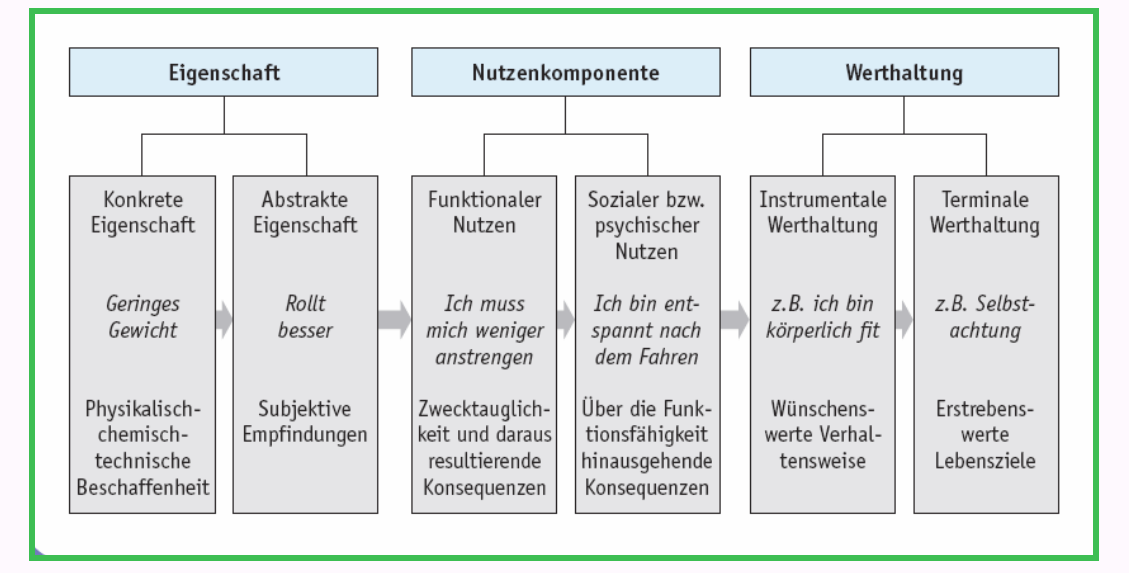 Eigenschaft
Nutzenkomponente
Werthaltung
Konkrete
Eigenschaft
Geringes
Gewicht
Physikalisch-
chemisch-
technische
Beschaffenheit
Abstrakte
Eigenschaft
Rollt
besser
Subjektive
Empfindungen
Funktionaler
Nutzen
Ich muss
mich weniger
anstrengen
Zwecktauglich-
keit und daraus
resultierende
Konsequenzen
Sozialer bzw.
psychischer
Nutzen
Ich bin ent-
spannt nach
dem Fahren
Über die Funk-
tionsfähigkeit
hinausgehende
Konsequenzen
Instrumentale
Werthaltung
z.B. ich bin
körperlich fit
Wünschens-
werte Verhal-
tensweise
Terminale
Werthaltung
z.B. Selbst-
achtung
Erstrebens-
werte
Lebensziele